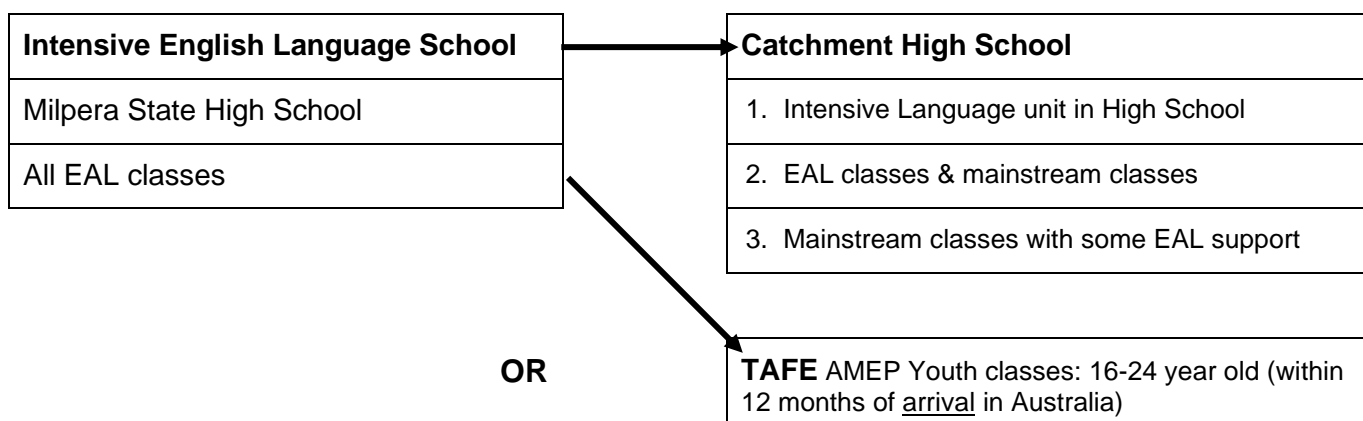 Intensive English Language School
Milpera State High School
All EAL classes
Catchment High School
1. Intensive Language unit in High School
2. EAL classes & mainstream classes
3. Mainstream classes with some EAL support
OR
TAFE AMEP Youth classes: 16-24 year old (within
12 months of arrival in Australia)